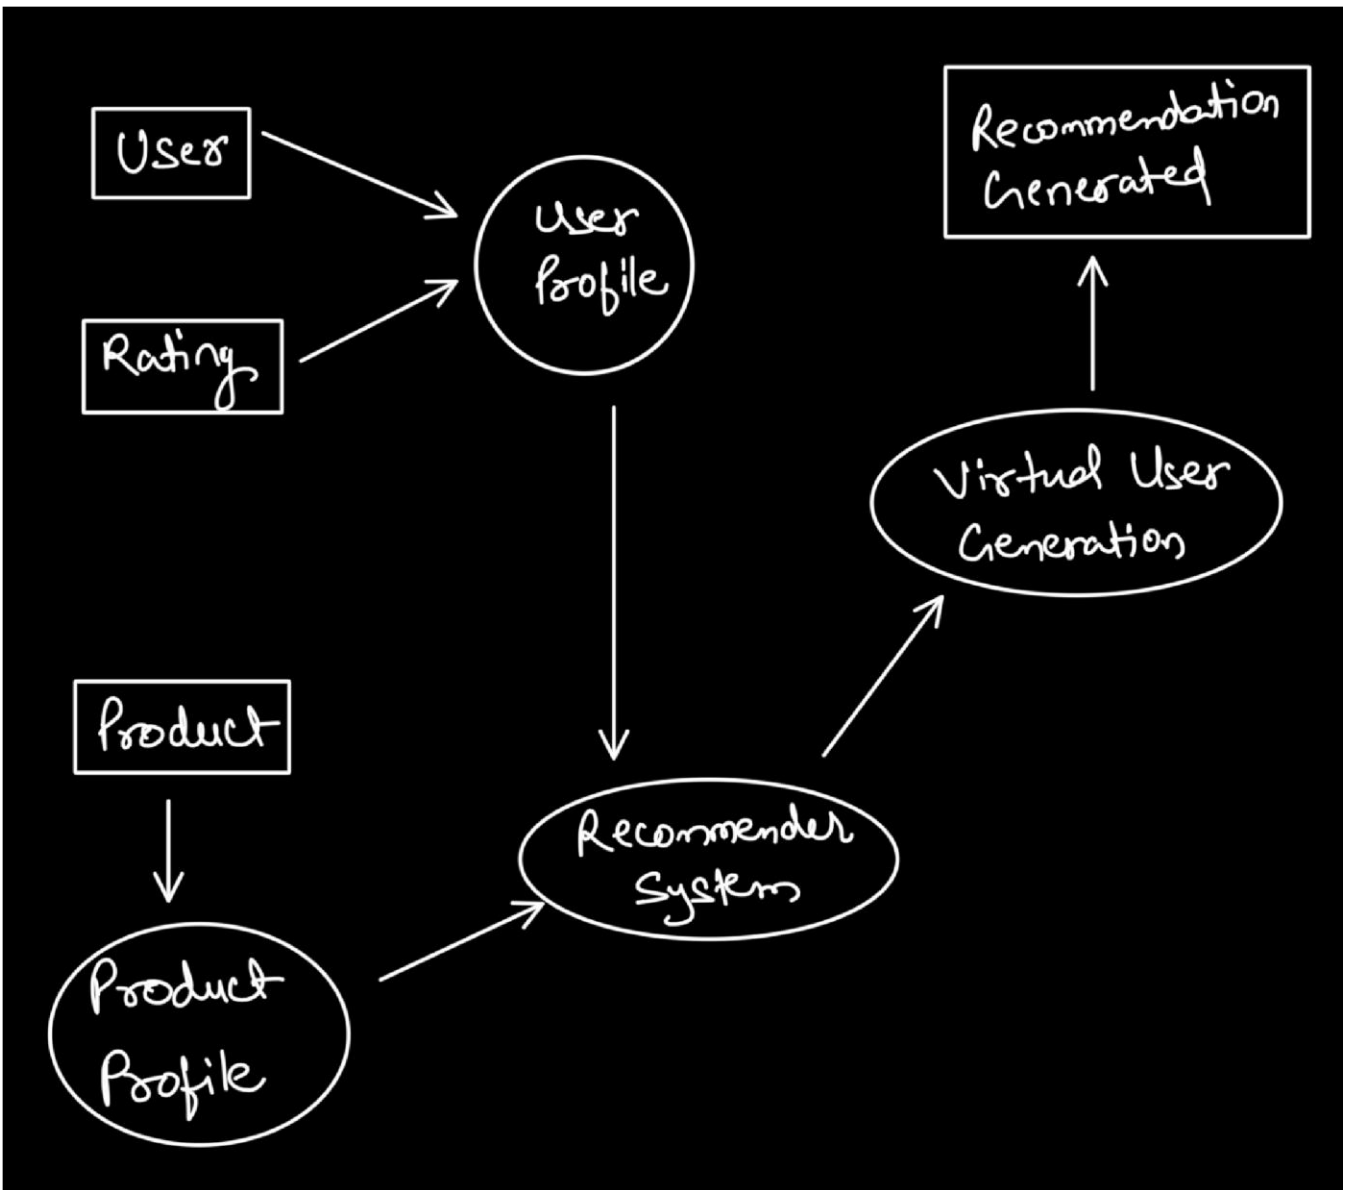 User
Rating
User
Profile
Recommendation
Generated
Virtual User
Generation
Product
Product
Profile
Recommender
System